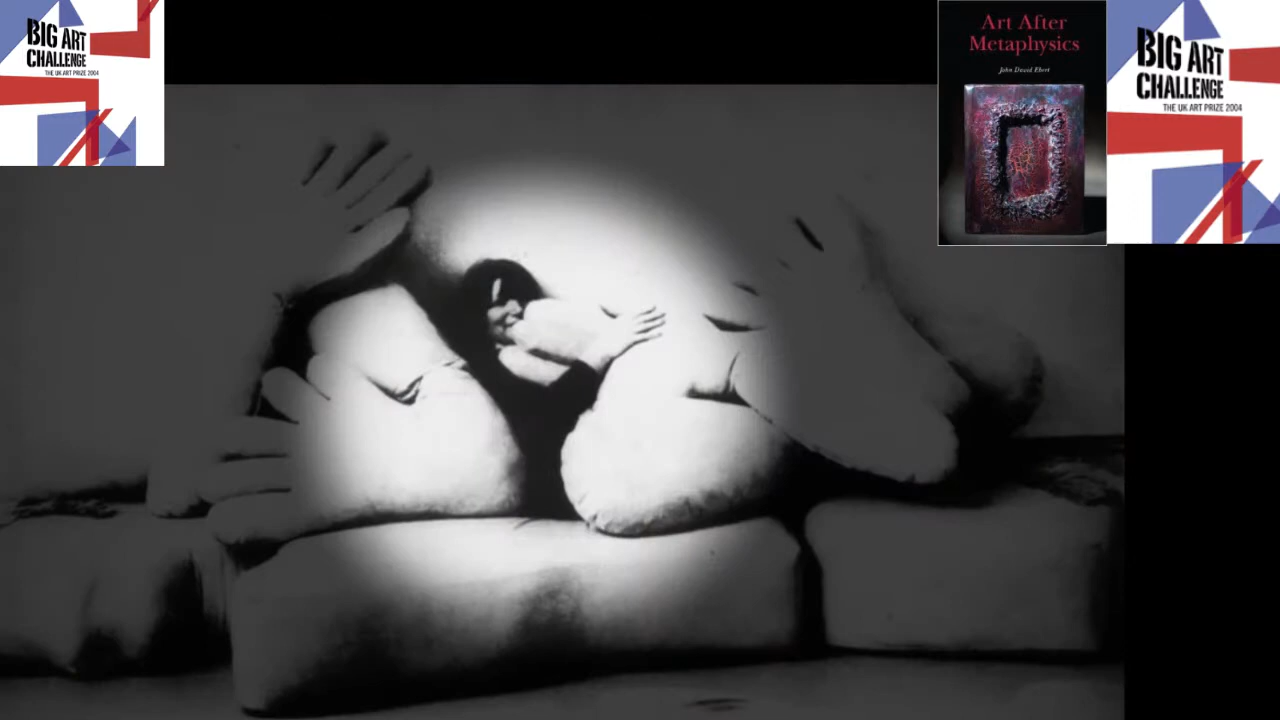 BIG ART
CHALLENGE
THE UK ART PRIZE 2004
Art After
Metaphysics
John David Ebert
BIG ART
CHALLENGE
THE UK ART PRIZE 2004